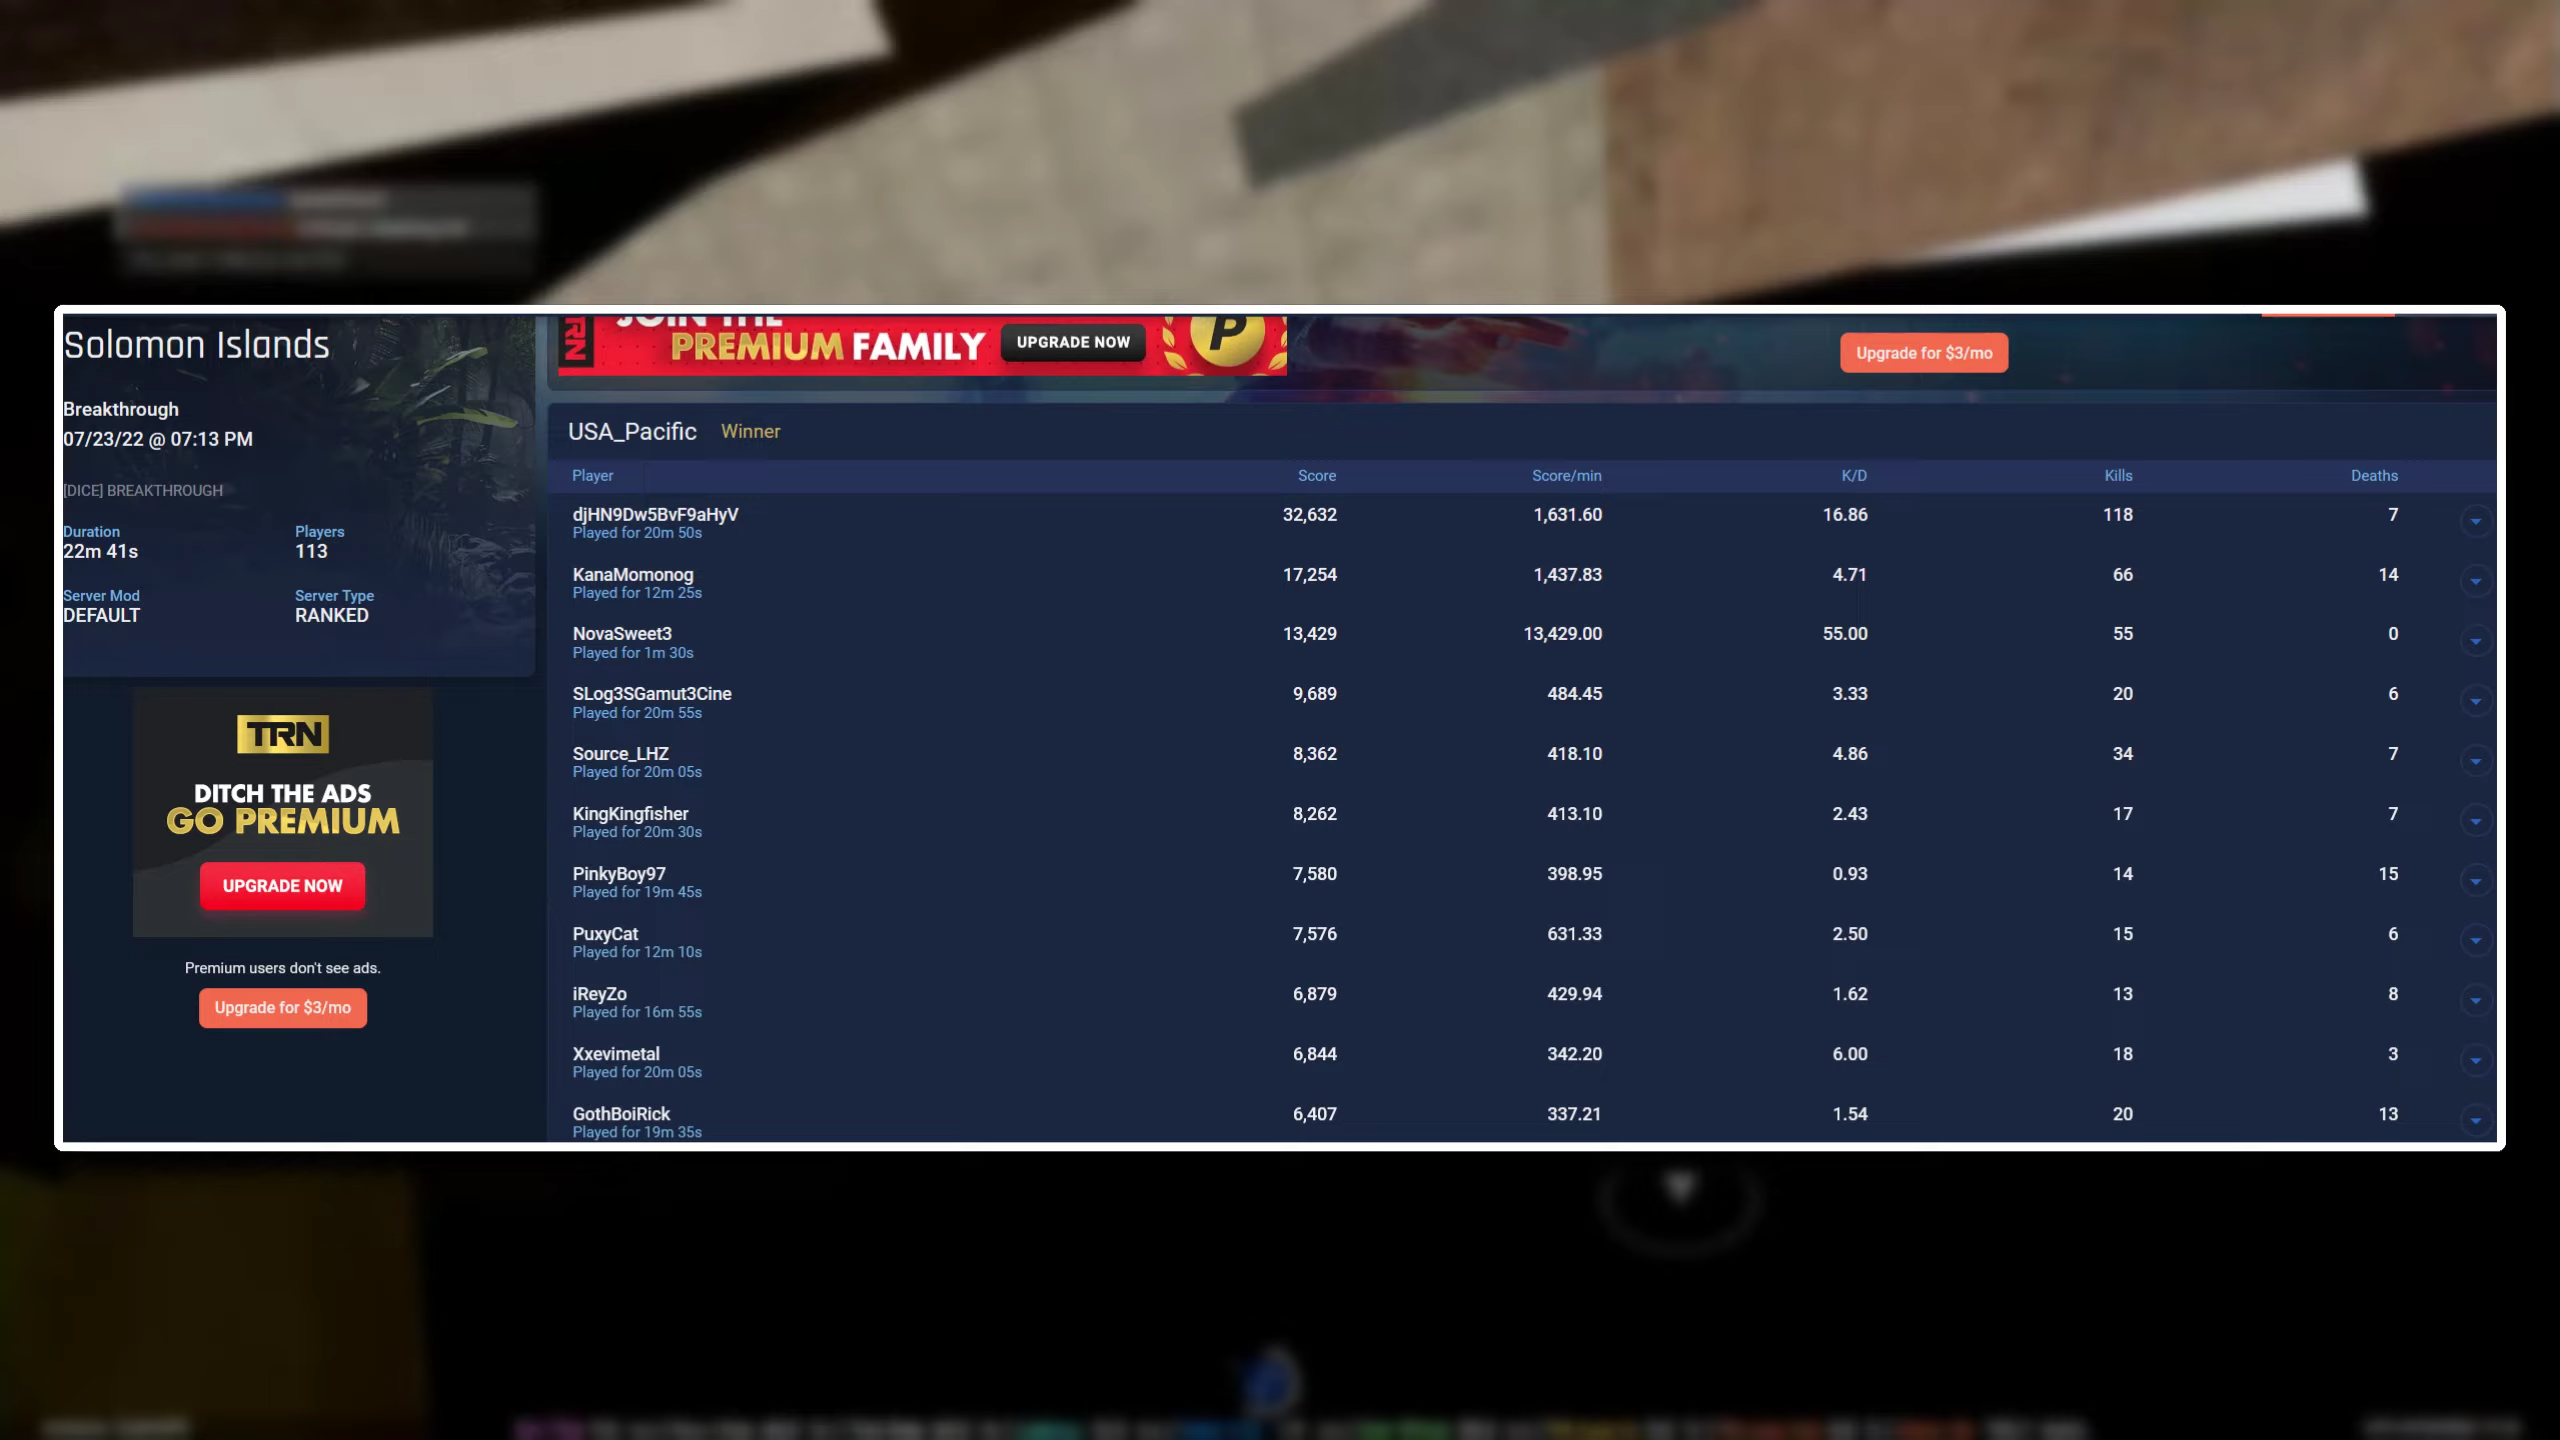 Solomon Islands
Breakthrough
07/23/22 @ 07:13 PM
[DICE] BREAKTHROUGH
Duration Players
22m 41s 113
Server Mod Server Type
DEFAULT RANKED
TRN
DITCH THE ADS
GO PREMIUM
UPGRADE NOW
Premium users don't see ads.
Upgrade for $3/mo
TRN
JOIN THE
PREMIUM FAMILY UPGRADE NOW P
Upgrade for $3/mo
USA_Pacific Winner
Player Score Score/min K/D Kills Deaths
djHN9Dw5BvF9aHyV 32,632 1,631.60 16.86 118 7
Played for 20m 50s
KanaMomonog 17,254 1,437.83 4.71 66 14
Played for 12m 25s
NovaSweet3 13,429 13,429.00 55.00 55 0
Played for 1m 30s
SLog3SGamut3Cine 9,689 484.45 3.33 20 6
Played for 20m 55s
Source_LHZ 8,362 418.10 4.86 34 7
Played for 20m 05s
KingKingfisher 8,262 413.10 2.43 17 7
Played for 20m 30s
PinkyBoy97 7,580 398.95 0.93 14 15
Played for 19m 45s
PuxyCat 7,576 631.33 2.50 15 6
Played for 12m 10s
iReyZo 6,879 429.94 1.62 13 8
Played for 16m 55s
Xxevimetal 6,844 342.20 6.00 18 3
Played for 20m 05s
GothBoiRick 6,407 337.21 1.54 20 13
Played for 19m 35s